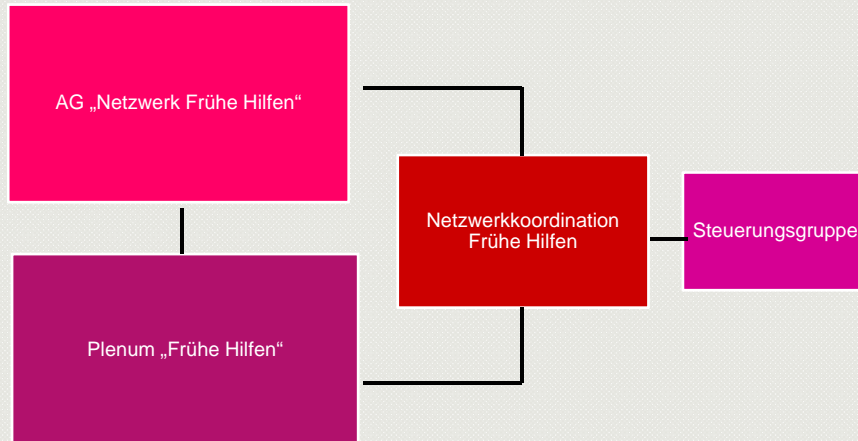 AG „Netzwerk Frühe Hilfen“
Netzwerkkoordination
Frühe Hilfen
Steuerungsgruppe
Plenum „Frühe Hilfen“